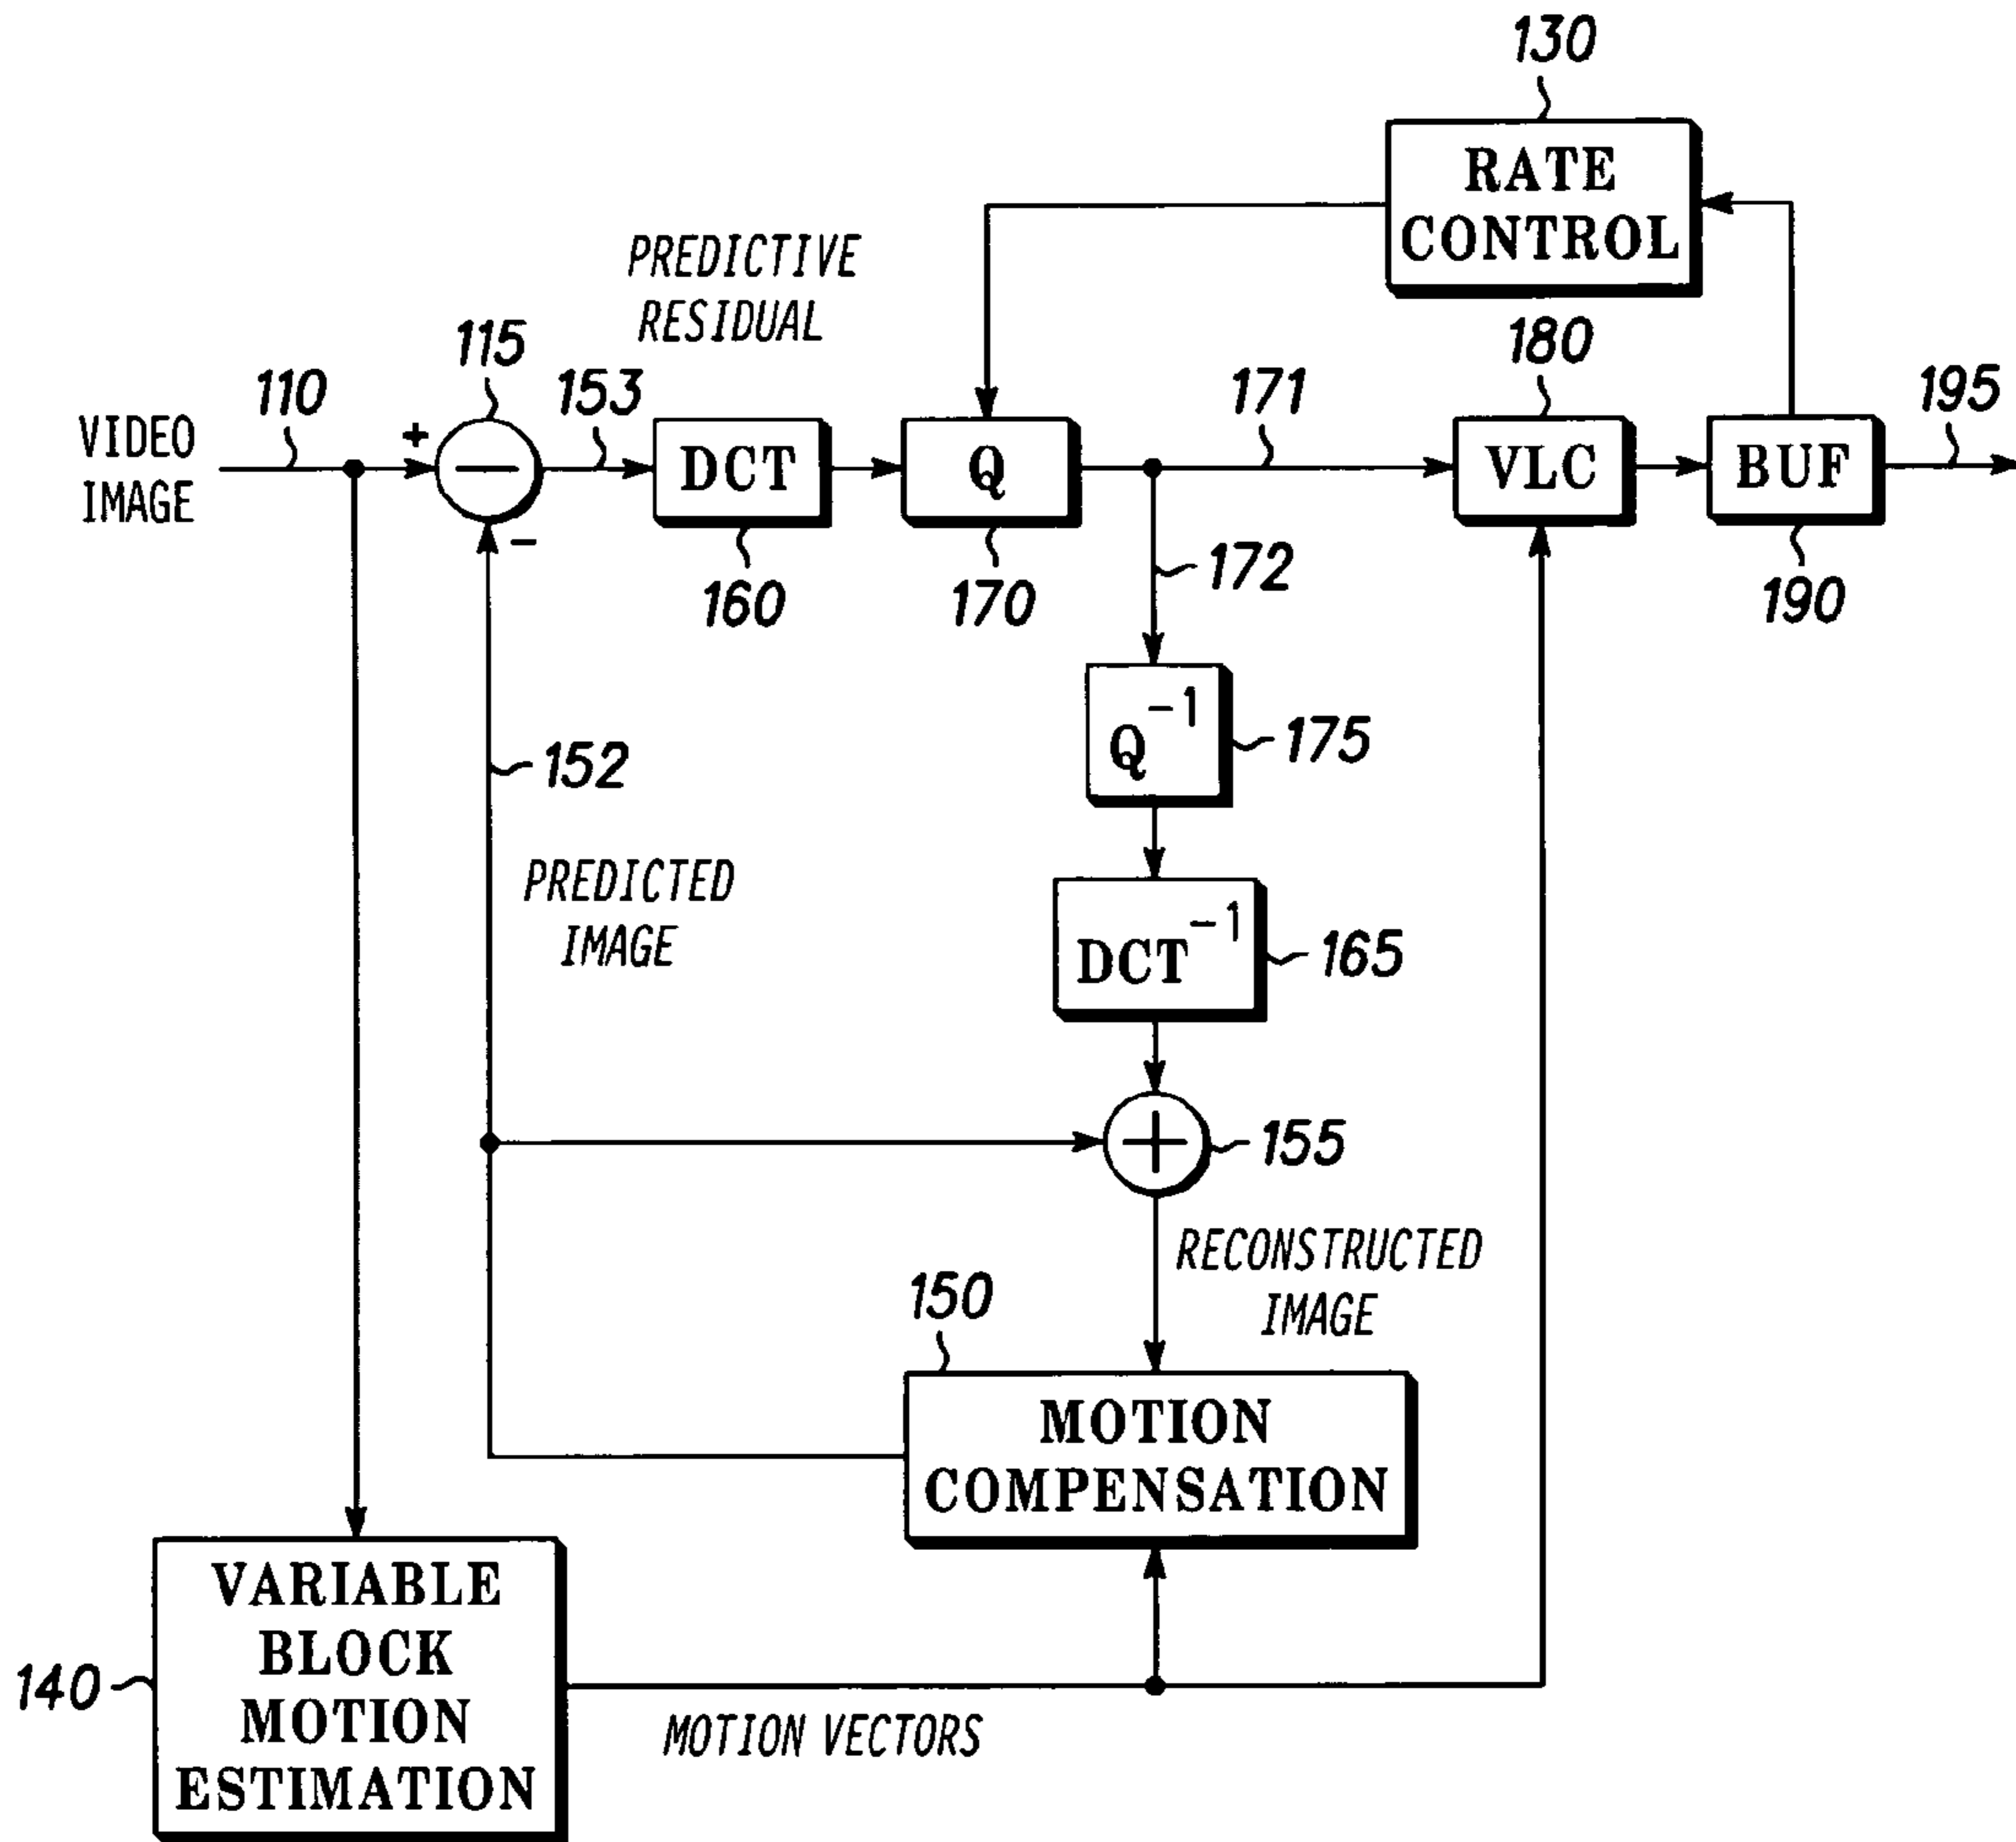 130
RATE
CONTROL
PREDICTIVE
RESIDUAL
115
180
110
153
171
195
VIDEO
IMAGE
+
−
DCT
Q
VLC
BUF
−
160
170
172
190
Q⁻¹
175
152
PREDICTED
IMAGE
DCT⁻¹
165
+
155
RECONSTRUCTED
IMAGE
150
MOTION
COMPENSATION
VARIABLE
BLOCK
MOTION
ESTIMATION
140
MOTION VECTORS